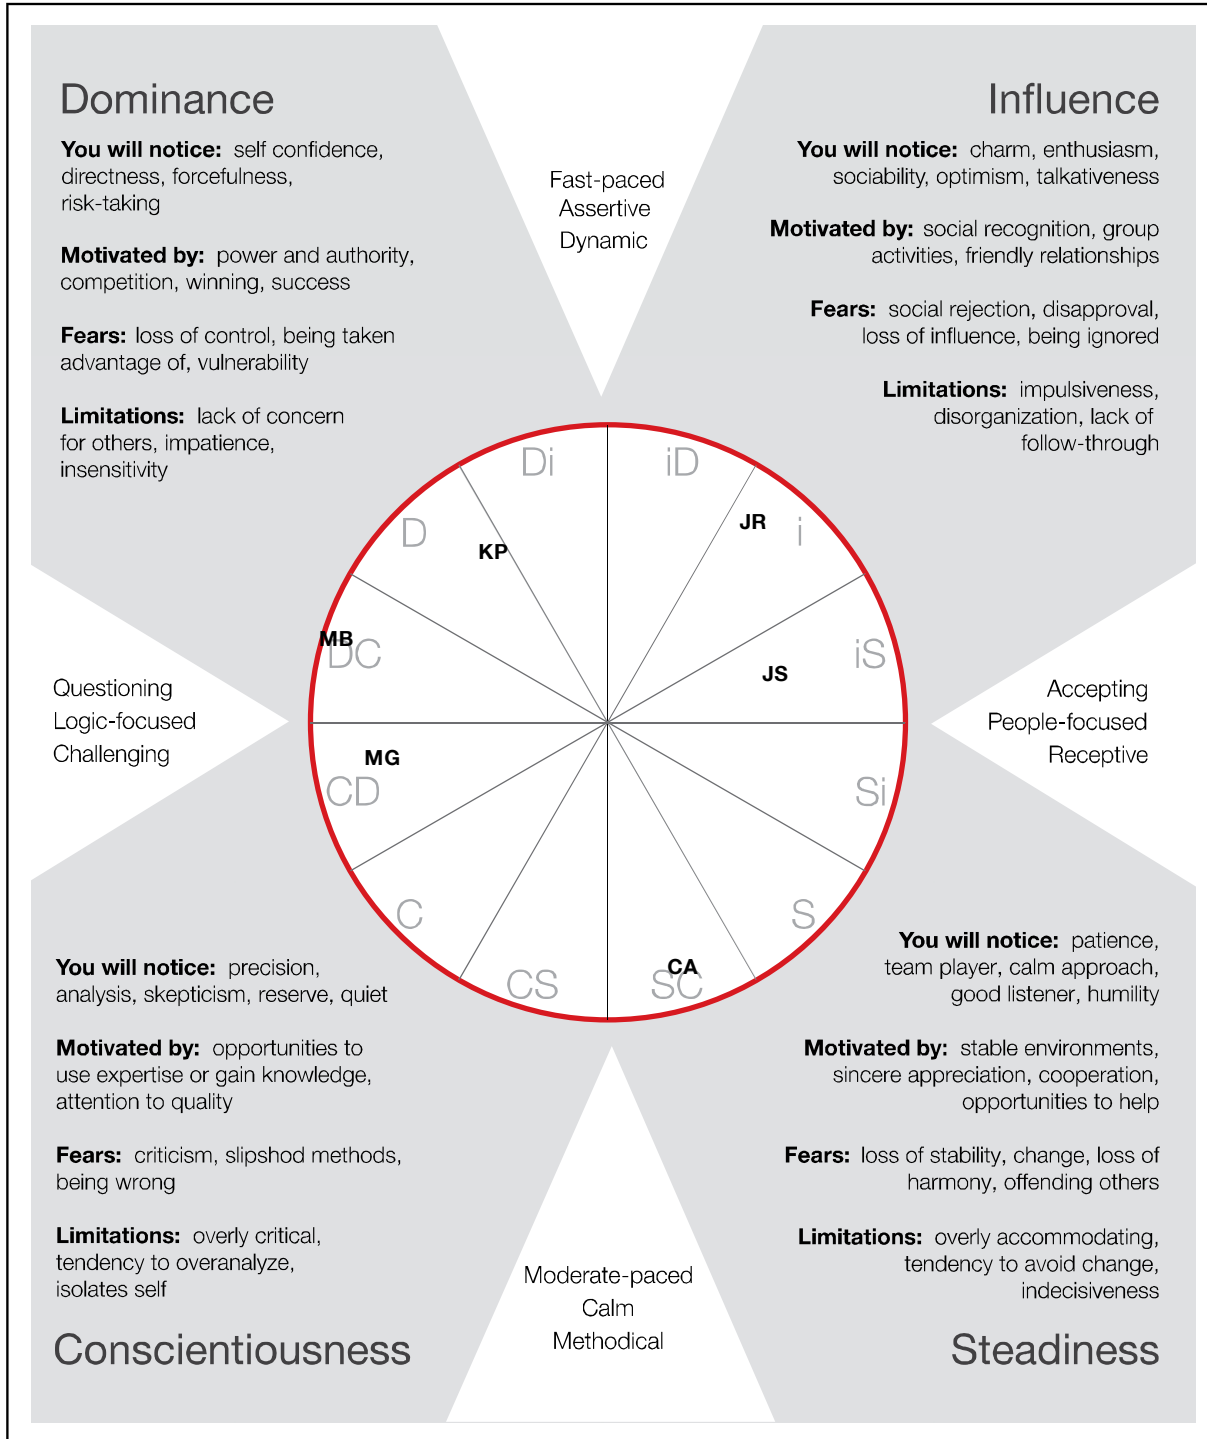 Dominance
You will notice: self confidence,
directness, forcefulness,
risk-taking
Motivated by: power and authority,
competition, winning, success
Fears: loss of control, being taken
advantage of, vulnerability
Limitations: lack of concern
for others, impatience,
insensitivity
Fast-paced
Assertive
Dynamic
Influence
You will notice: charm, enthusiasm,
sociability, optimism, talkativeness
Motivated by: social recognition, group
activities, friendly relationships
Fears: social rejection, disapproval,
loss of influence, being ignored
Limitations: impulsiveness,
disorganization, lack of
follow-through
Di
iD
D
KP
JR
i
MB
DC
JS
iS
Questioning
Logic-focused
Challenging
Accepting
People-focused
Receptive
MG
CD
Si
C
S
CS
CA
SC
You will notice: precision,
analysis, skepticism, reserve, quiet
Motivated by: opportunities to
use expertise or gain knowledge,
attention to quality
Fears: criticism, slipshod methods,
being wrong
Limitations: overly critical,
tendency to overanalyze,
isolates self
Conscientiousness
Moderate-paced
Calm
Methodical
You will notice: patience,
team player, calm approach,
good listener, humility
Motivated by: stable environments,
sincere appreciation, cooperation,
opportunities to help
Fears: loss of stability, change, loss of
harmony, offending others
Limitations: overly accommodating,
tendency to avoid change,
indecisiveness
Steadiness